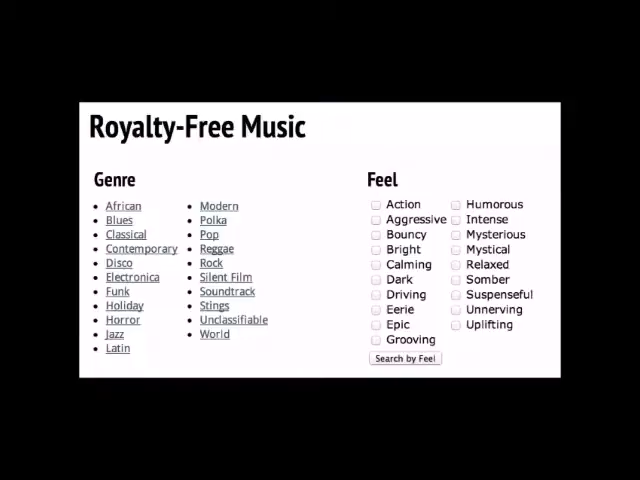 Royalty-Free Music
Genre
African
Blues
Classical
Contemporary
Disco
Electronica
Funk
Holiday
Horror
Jazz
Latin
Modern
Polka
Pop
Reggae
Rock
Silent Film
Soundtrack
Stings
Unclassifiable
World
Feel
Action
Aggressive
Bouncy
Bright
Calming
Dark
Driving
Eerie
Epic
Grooving
Humorous
Intense
Mysterious
Mystical
Relaxed
Somber
Suspenseful
Unnerving
Uplifting
Search by Feel